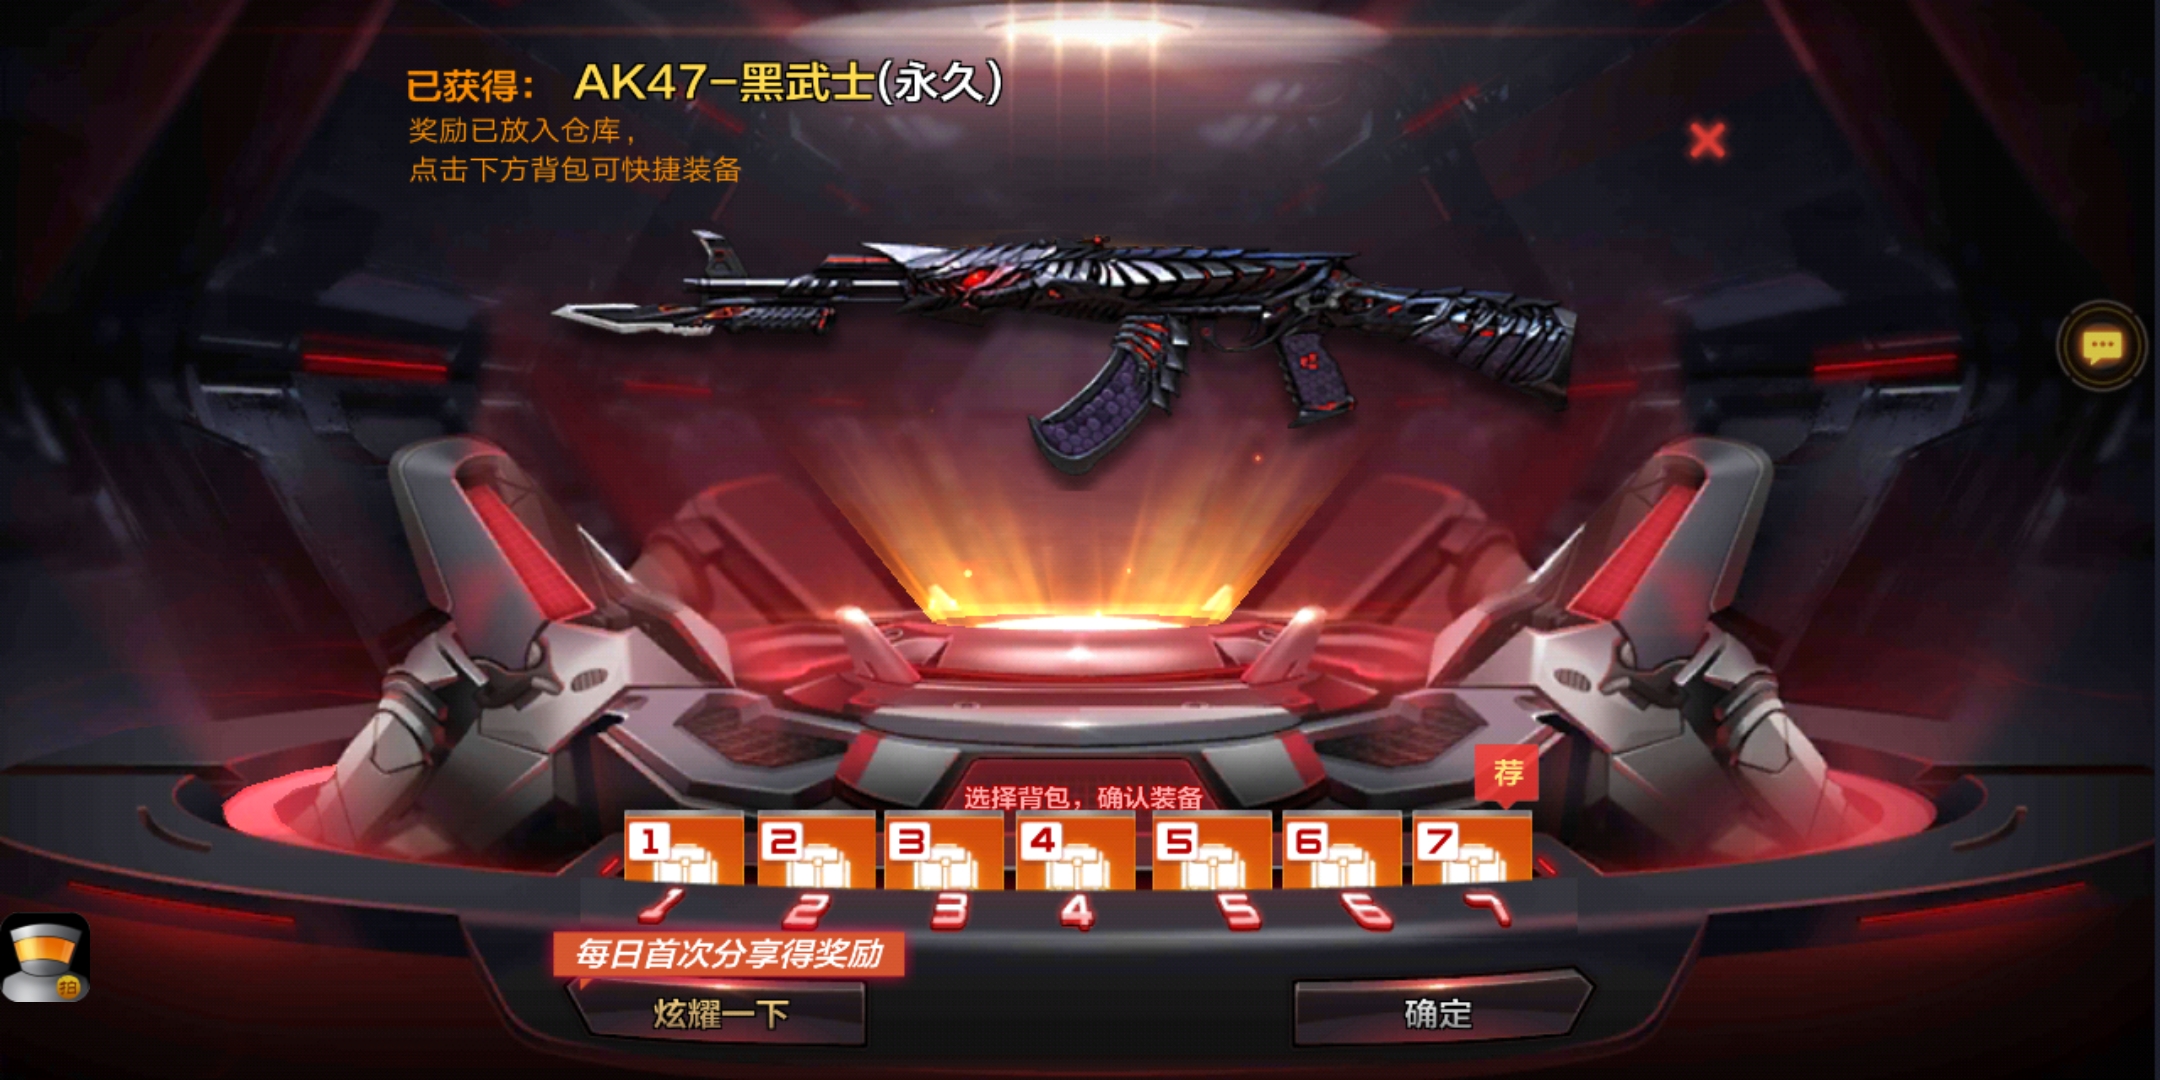 已获得： AK47-黑武士(永久)
奖励已放入仓库，
点击下方背包可快捷装备
荐
选择背包，确认装备
1 2 3 4 5 6 7
1 2 3 4 5 6 7
每日首次分享得奖励
炫耀一下
确定
拍